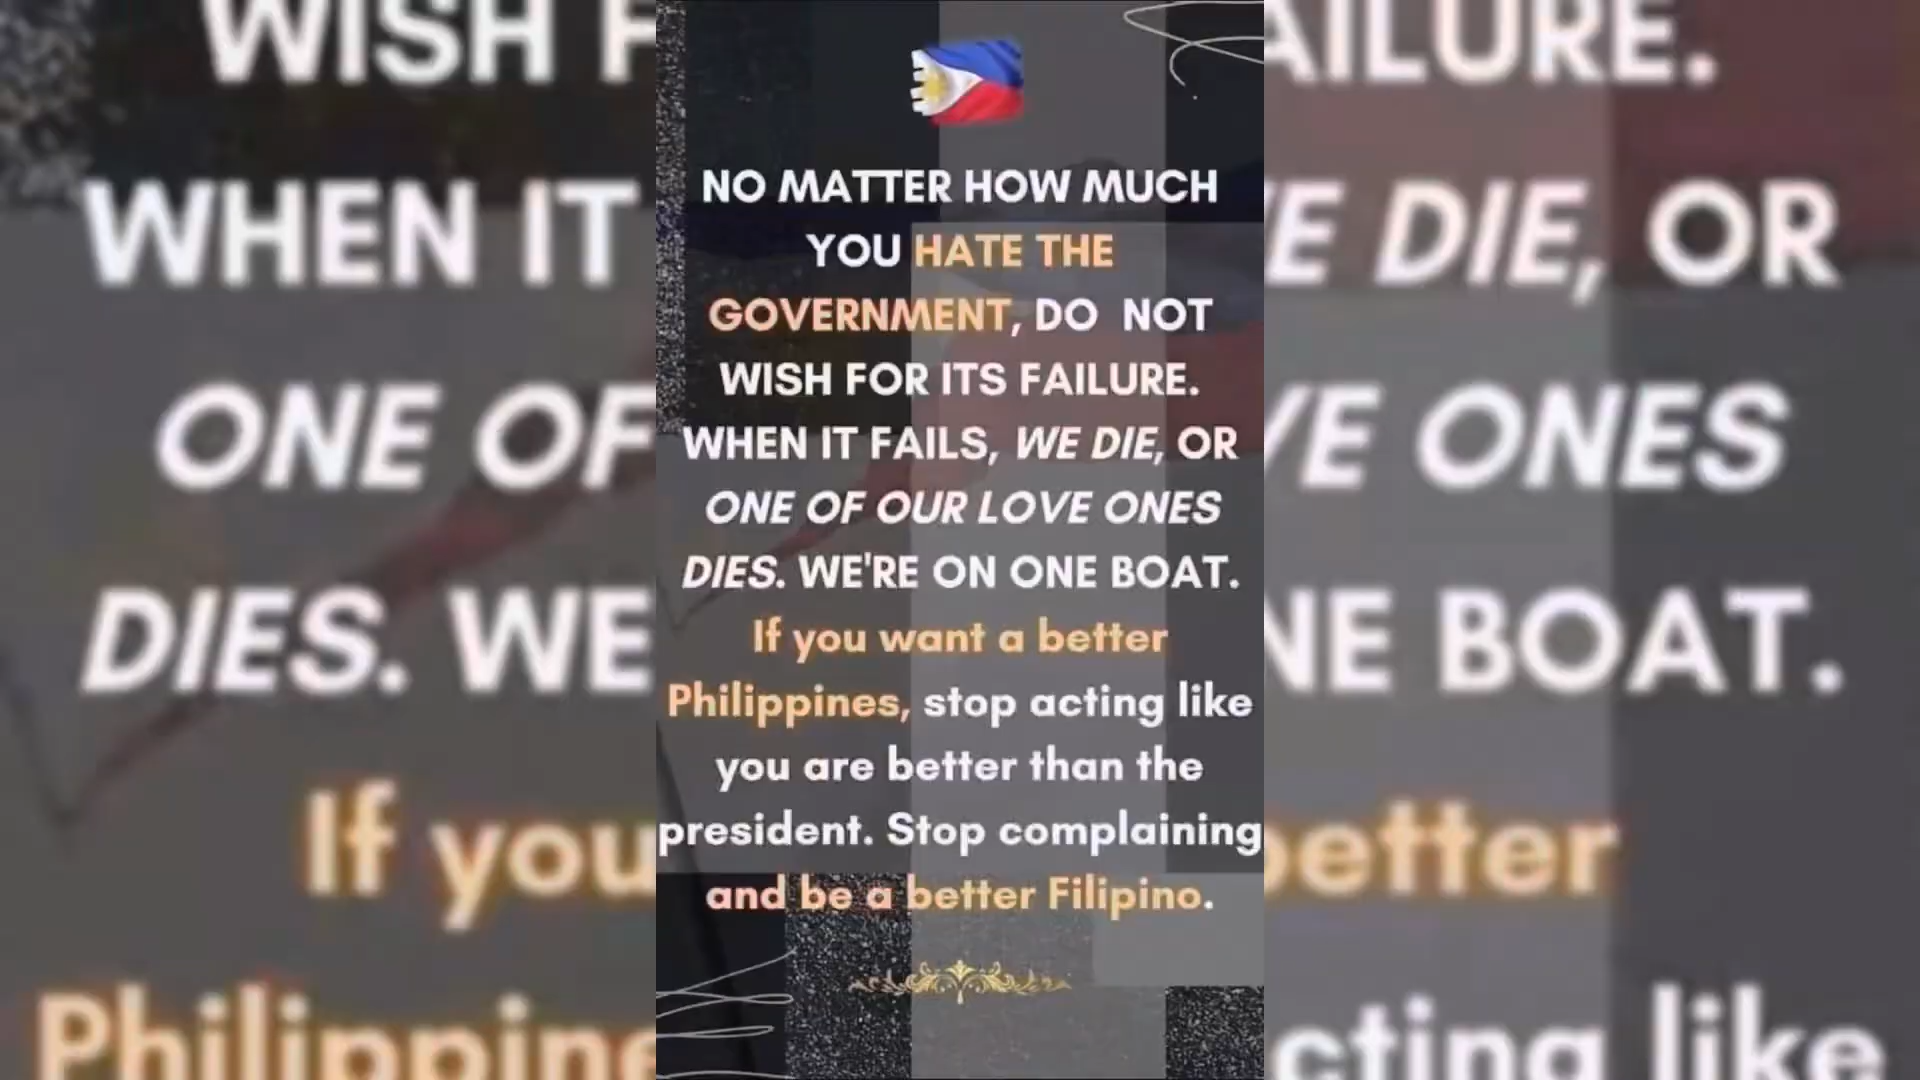 NO MATTER HOW MUCH
YOU HATE THE
GOVERNMENT, DO NOT
WISH FOR ITS FAILURE.
WHEN IT FAILS, WE DIE, OR
ONE OF OUR LOVE ONES
DIES. WE'RE ON ONE BOAT.
If you want a better
Philippines, stop acting like
you are better than the
president. Stop complaining
and be a better Filipino.